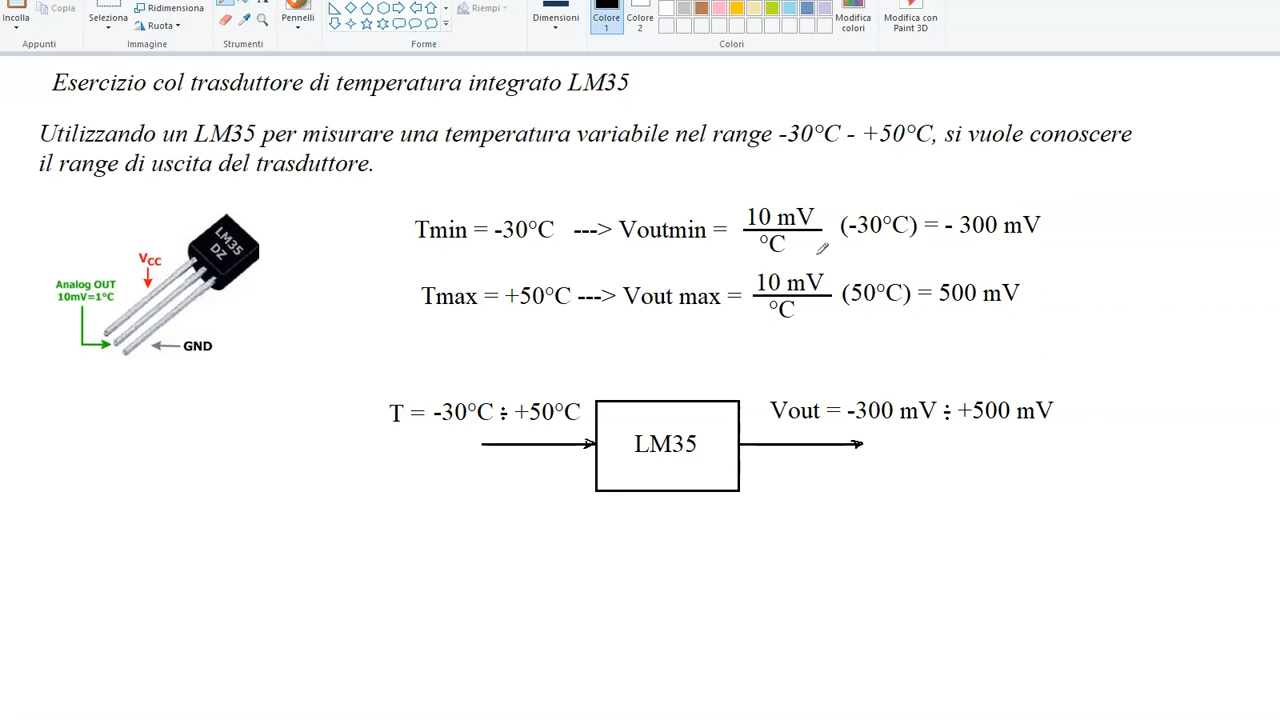 Incolla
Copia
Selezione
Ridimensiona
Ruota
Pennelli
Riempi
Dimensioni
Colore 1
Colore 2
Modifica colori
Modifica con Paint 3D
Appunti
Immagine
Strumenti
Forme
Colori
Esercizio col trasduttore di temperatura integrato LM35
Utilizzando un LM35 per misurare una temperatura variabile nel range -30°C - +50°C, si vuole conoscere
il range di uscita del trasduttore.
LM35
DZ
VCC
Analog OUT
10mV=1°C
GND
Tmin = -30°C ---> Voutmin = 10 mV / °C (-30°C) = - 300 mV
Tmax = +50°C ---> Vout max = 10 mV / °C (50°C) = 500 mV
T = -30°C ÷ +50°C
LM35
Vout = -300 mV ÷ +500 mV